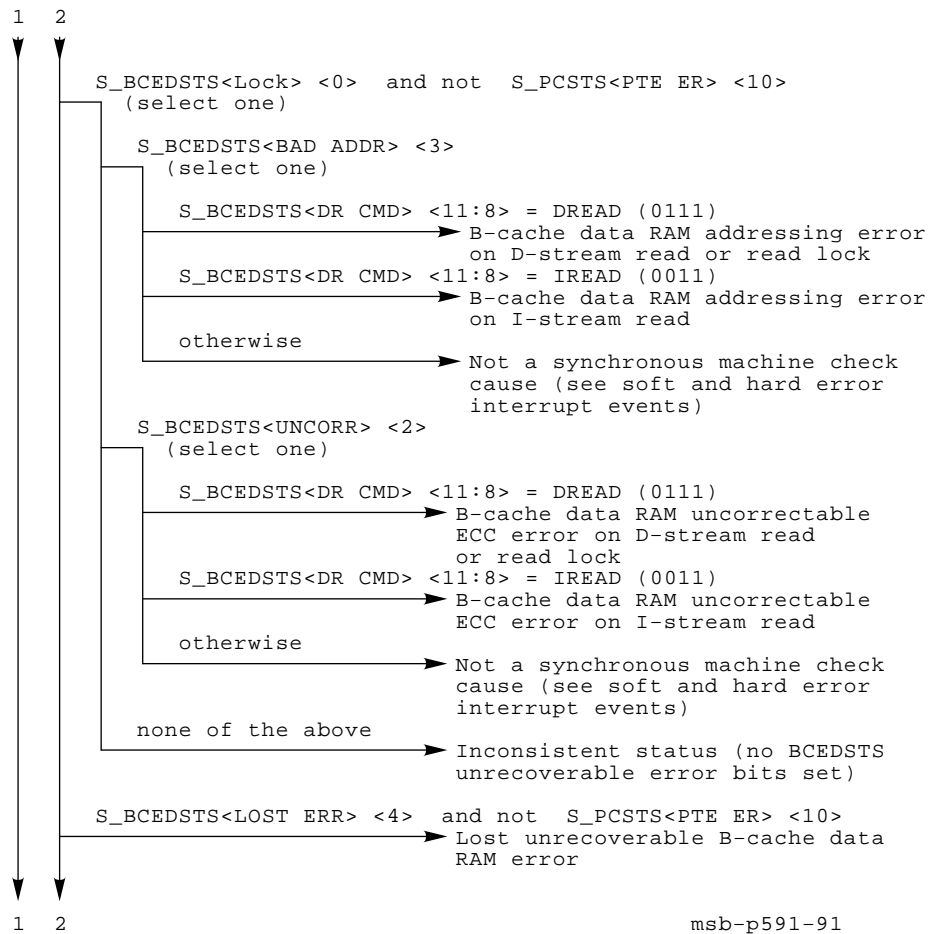 1 2
S_BCEDSTS<Lock> <0> and not S_PCSTS<PTE ER> <10>
(select one)
S_BCEDSTS<BAD ADDR> <3>
(select one)
S_BCEDSTS<DR CMD> <11:8> = DREAD (0111)
B-cache data RAM addressing error
on D-stream read or read lock
S_BCEDSTS<DR CMD> <11:8> = IREAD (0011)
B-cache data RAM addressing error
on I-stream read
otherwise
Not a synchronous machine check
cause (see soft and hard error
interrupt events)
S_BCEDSTS<UNCORR> <2>
(select one)
S_BCEDSTS<DR CMD> <11:8> = DREAD (0111)
B-cache data RAM uncorrectable
ECC error on D-stream read
or read lock
S_BCEDSTS<DR CMD> <11:8> = IREAD (0011)
B-cache data RAM uncorrectable
ECC error on I-stream read
otherwise
Not a synchronous machine check
cause (see soft and hard error
interrupt events)
none of the above
Inconsistent status (no BCEDSTS
unrecoverable error bits set)
S_BCEDSTS<LOST ERR> <4> and not S_PCSTS<PTE ER> <10>
Lost unrecoverable B-cache data
RAM error
1 2
msb-p591-91